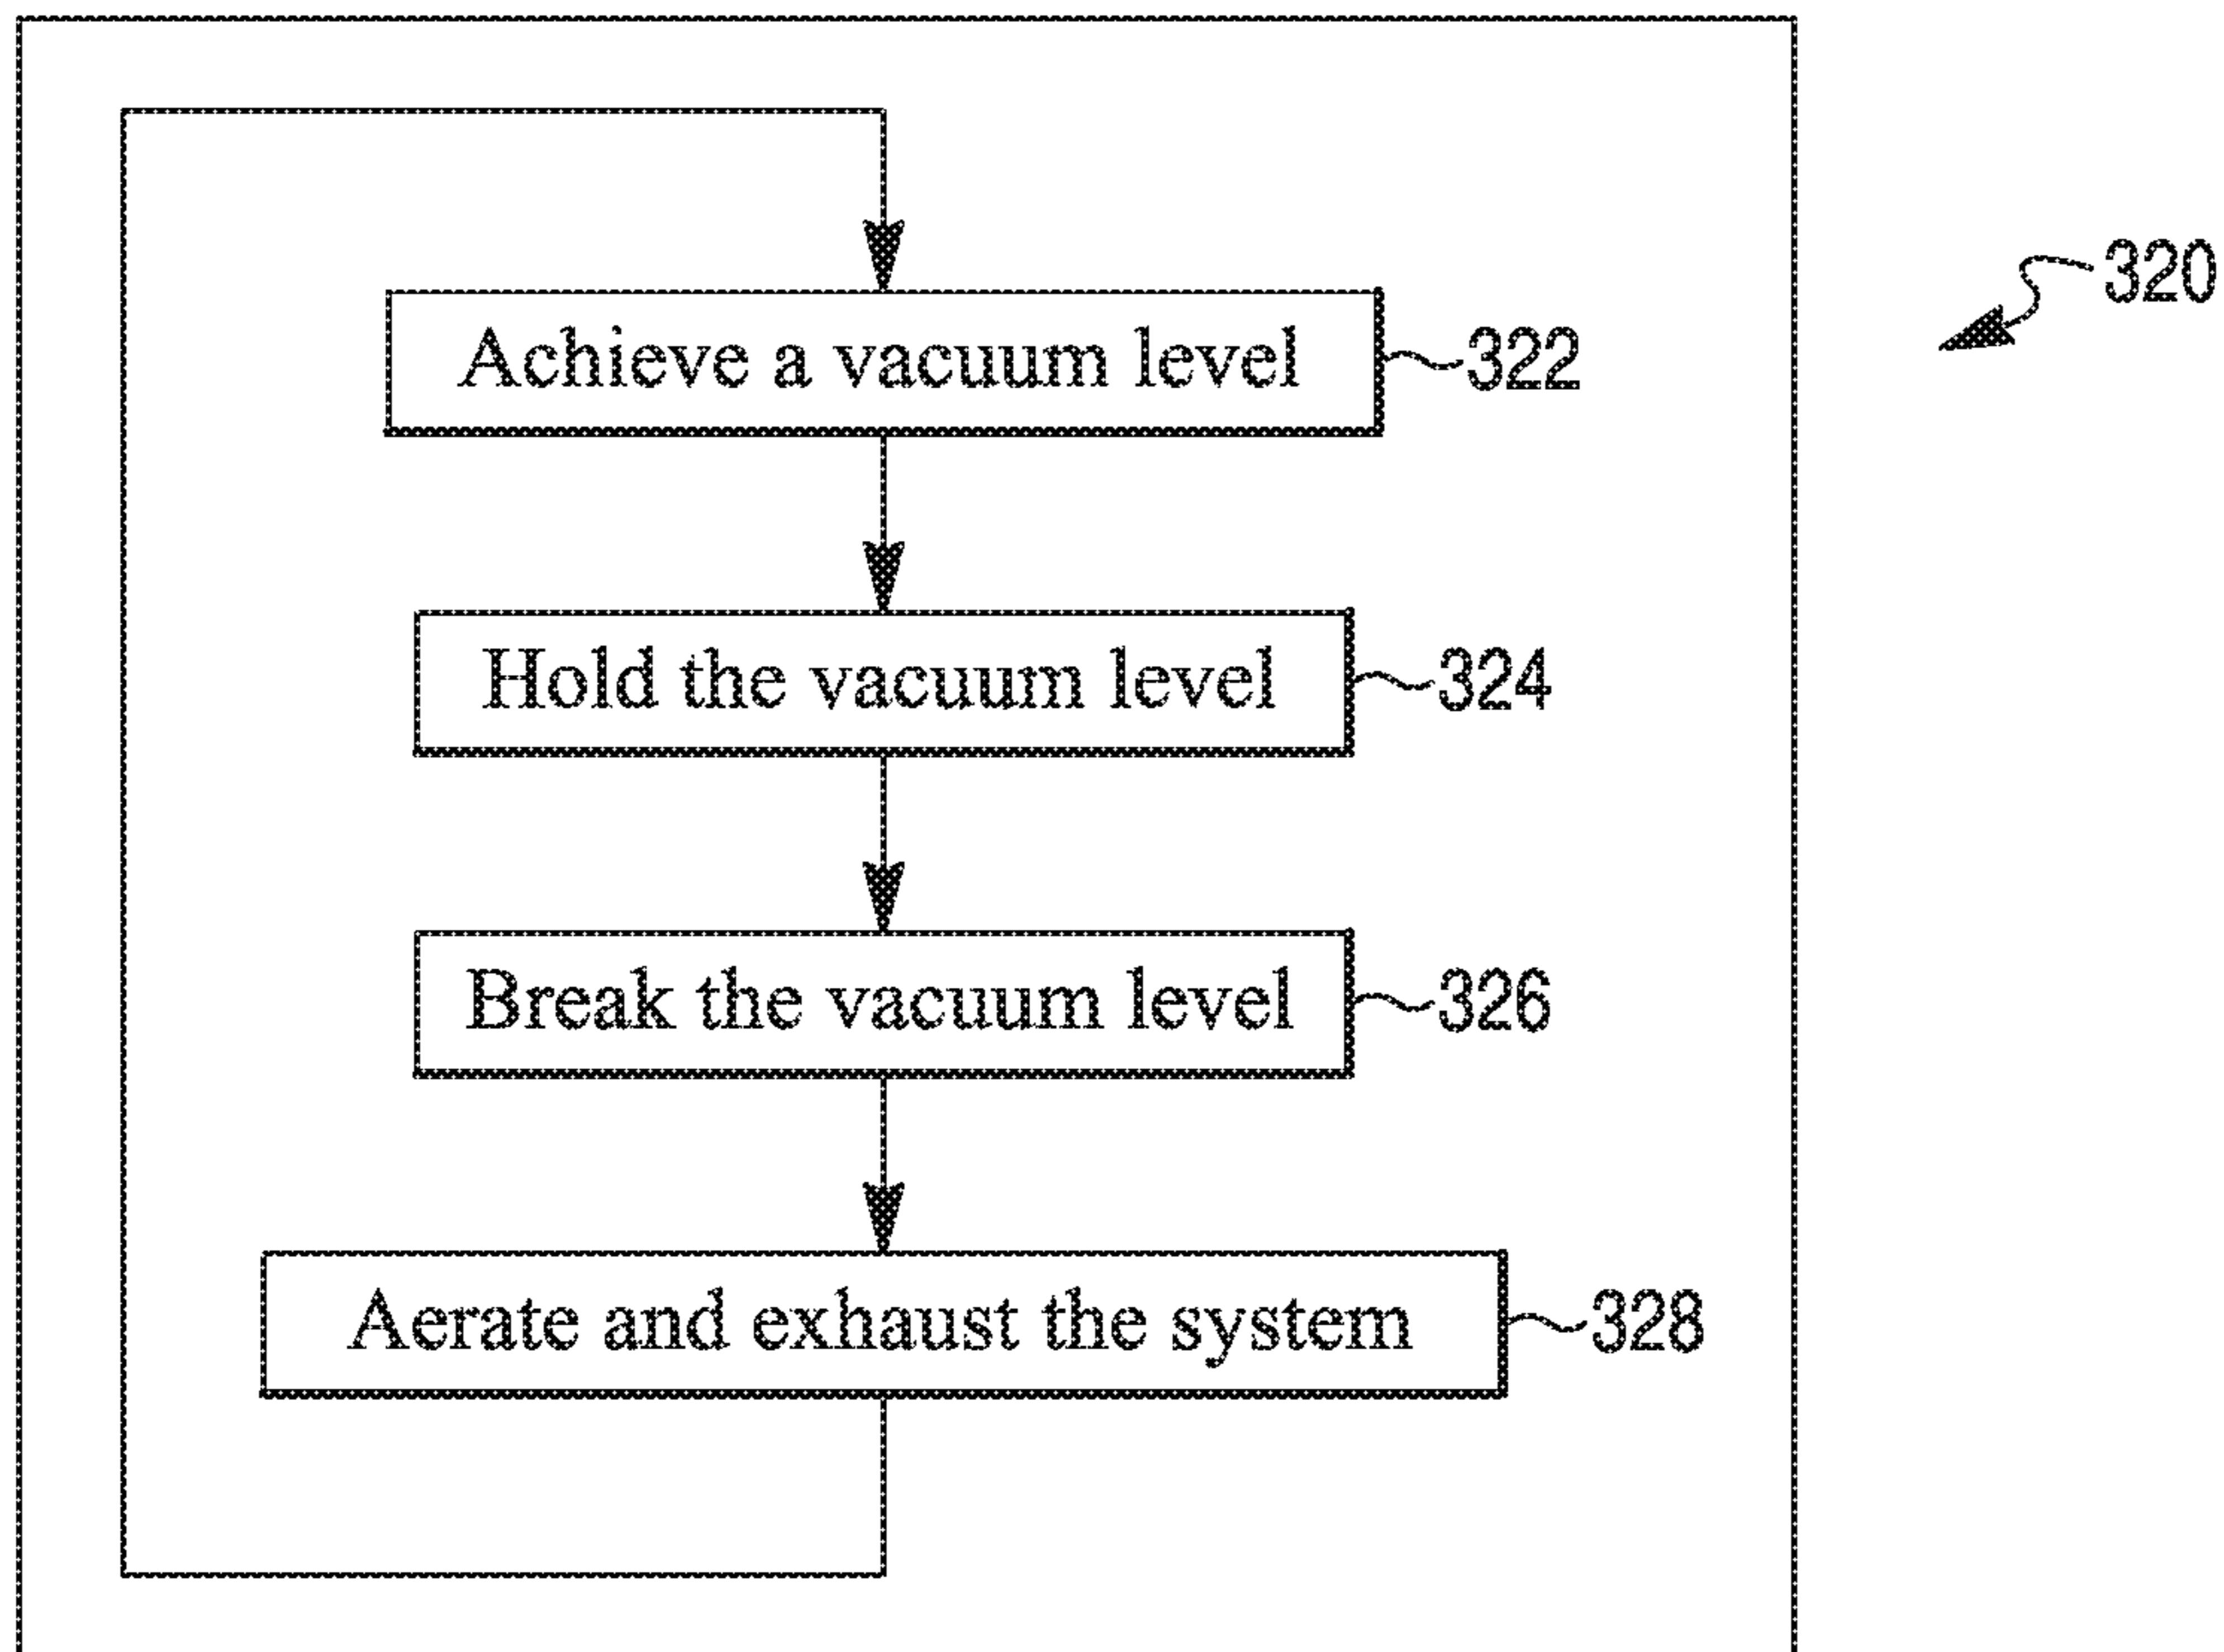 320
Achieve a vacuum level 322
Hold the vacuum level 324
Break the vacuum level 326
Aerate and exhaust the system 328